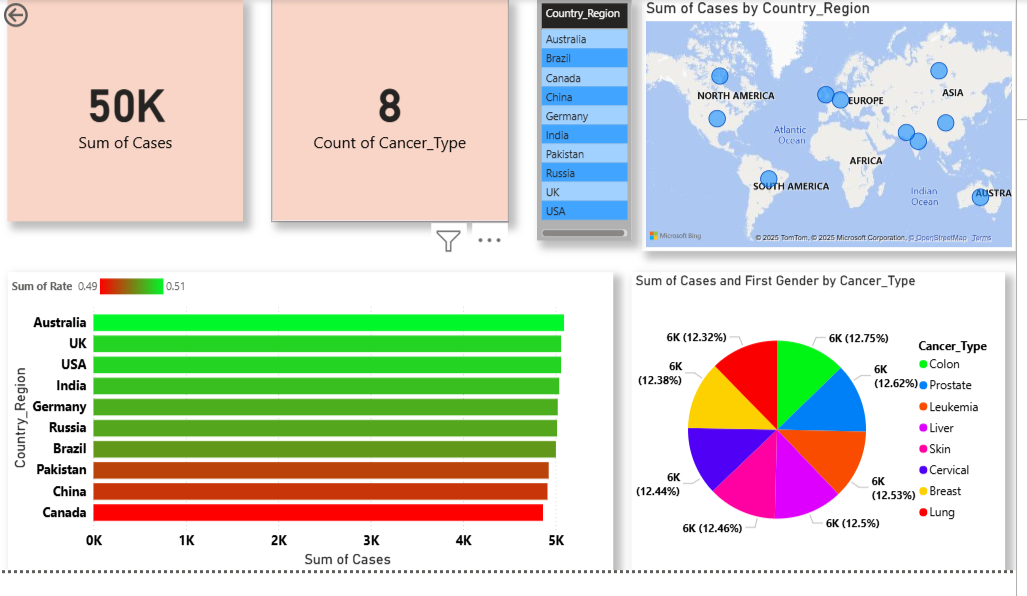 50K
Sum of Cases
8
Count of Cancer_Type
Country_Region
Australia
Brazil
Canada
China
Germany
India
Pakistan
Russia
UK
USA
Sum of Cases by Country_Region
NORTH AMERICA
EUROPE
ASIA
Atlantic
Ocean
AFRICA
SOUTH AMERICA
Indian
Ocean
AUSTRA
Microsoft Bing
© 2025 TomTom, © 2025 Microsoft Corporation, © OpenStreetMap Terms
Sum of Rate 0.49 0.51
Country_Region
Australia
UK
USA
India
Germany
Russia
Brazil
Pakistan
China
Canada
0K 1K 2K 3K 4K 5K
Sum of Cases
Sum of Cases and First Gender by Cancer_Type
6K (12.75%)
6K
(12.62%)
6K
(12.53%)
6K (12.5%)
6K (12.46%)
6K
(12.44%)
6K
(12.38%)
6K (12.32%)
Cancer_Type
Colon
Prostate
Leukemia
Liver
Skin
Cervical
Breast
Lung